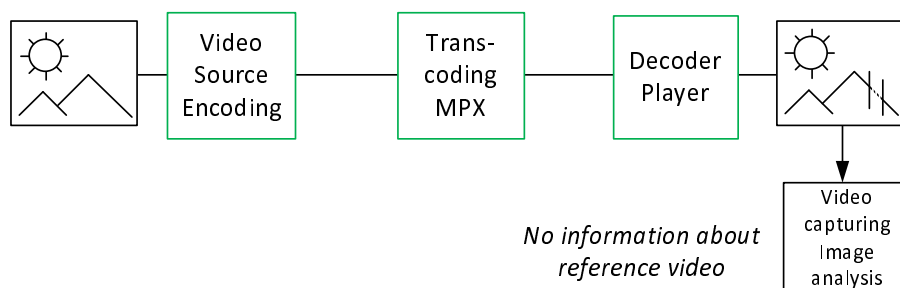 Video
Source
Encoding
Trans-
coding
MPX
Decoder
Player
Video
capturing
Image
analysis
No information about
reference video